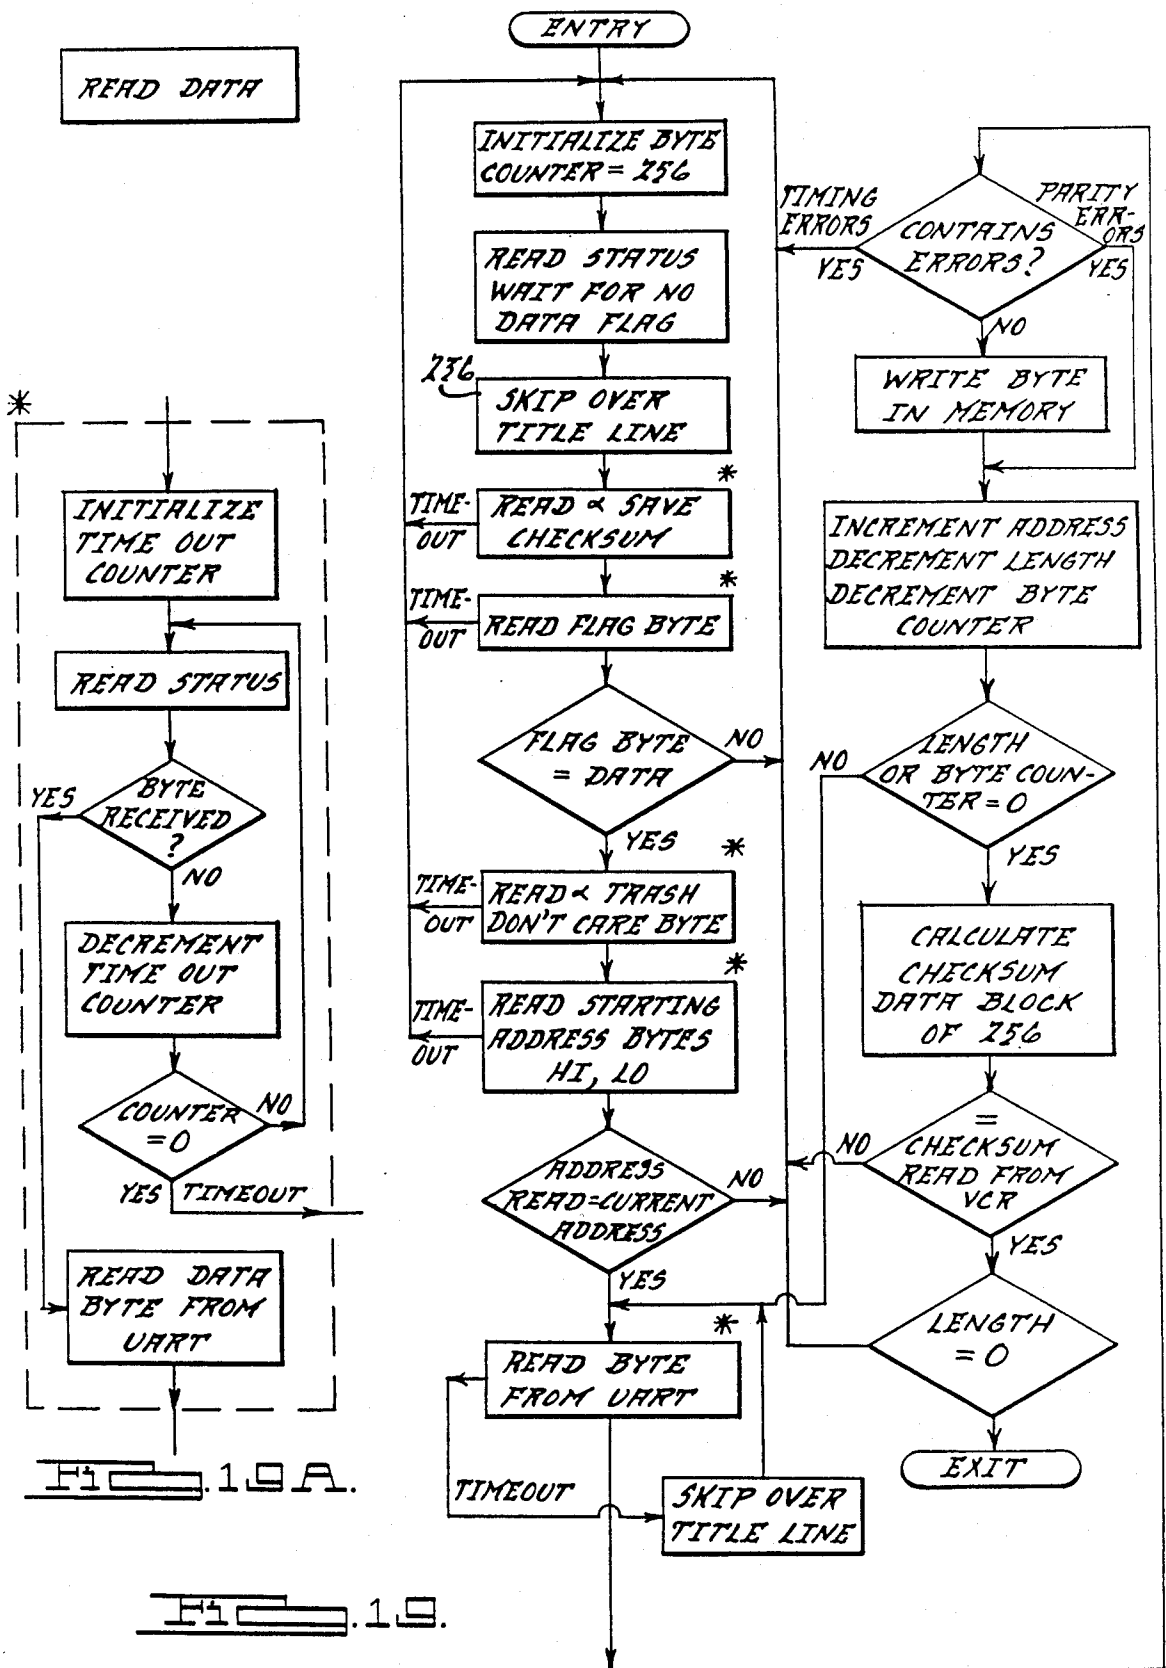 READ DATA
ENTRY
INITIALIZE BYTE
COUNTER = 256
READ STATUS
WAIT FOR NO
DATA FLAG
236
SKIP OVER
TITLE LINE
*
READ & SAVE
CHECKSUM
TIME-
OUT
*
READ FLAG BYTE
TIME-
OUT
FLAG BYTE
= DATA
NO
YES
*
READ & TRASH
DON'T CARE BYTE
TIME-
OUT
*
READ STARTING
ADDRESS BYTES
HI, LO
TIME-
OUT
ADDRESS
READ=CURRENT
ADDRESS
NO
YES
*
READ BYTE
FROM UART
TIMEOUT
SKIP OVER
TITLE LINE
TIMING
ERRORS
YES
CONTAINS
ERRORS?
PARITY
ERR-
ORS
YES
NO
WRITE BYTE
IN MEMORY
INCREMENT ADDRESS
DECREMENT LENGTH
DECREMENT BYTE
COUNTER
NO
LENGTH
OR BYTE COUN-
TER=0
YES
CALCULATE
CHECKSUM
DATA BLOCK
OF 256
NO
=
CHECKSUM
READ FROM
VCR
YES
LENGTH
= 0
EXIT
*
INITIALIZE
TIME OUT
COUNTER
READ STATUS
YES
BYTE
RECEIVED
?
NO
DECREMENT
TIME OUT
COUNTER
COUNTER
=0
NO
YES TIMEOUT
READ DATA
BYTE FROM
UART
FIG.19A.
FIG.19.